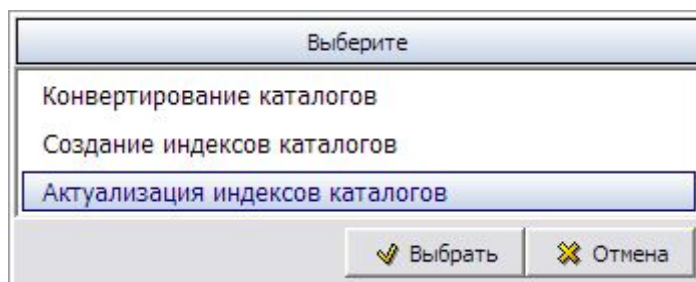 Выберите
Конвертирование каталогов
Создание индексов каталогов
Актуализация индексов каталогов
Выбрать Отмена